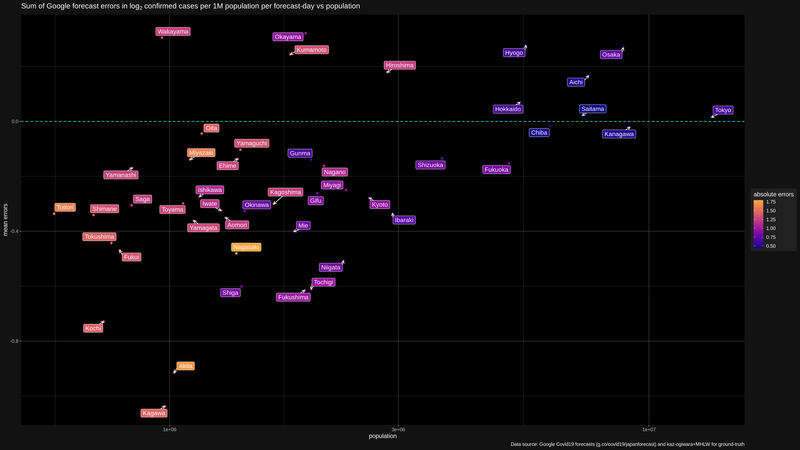 Sum of Google forecast errors in log2 confirmed cases per 1M population per forecast-day vs population
Wakayama
Okayama
Kumamoto
Hiroshima
Hyogo
Osaka
Aichi
Hokkaido
Saitama
Tokyo
0.0
Chiba
Kanagawa
Oita
Miyazaki
Yamaguchi
Gunma
Ehime
Shizuoka
Fukuoka
Yamanashi
Nagano
Miyagi
Ishikawa
Kagoshima
Saga
Gifu
Tottori
Shimane
Toyama
Iwate
Okinawa
Kyoto
Ibaraki
Yamagata
Aomori
Mie
-0.4
Tokushima
Nagasaki
Fukui
Niigata
Tochigi
Shiga
Fukushima
Kochi
-0.8
Akita
Kagawa
mean errors
1e+06
3e+06
1e+07
population
absolute errors
1.75
1.50
1.25
1.00
0.75
0.50
Data source: Google Covid19 forecasts (g.co/covid19/japanforecast) and kaz-ogiwara+MHLW for ground-truth